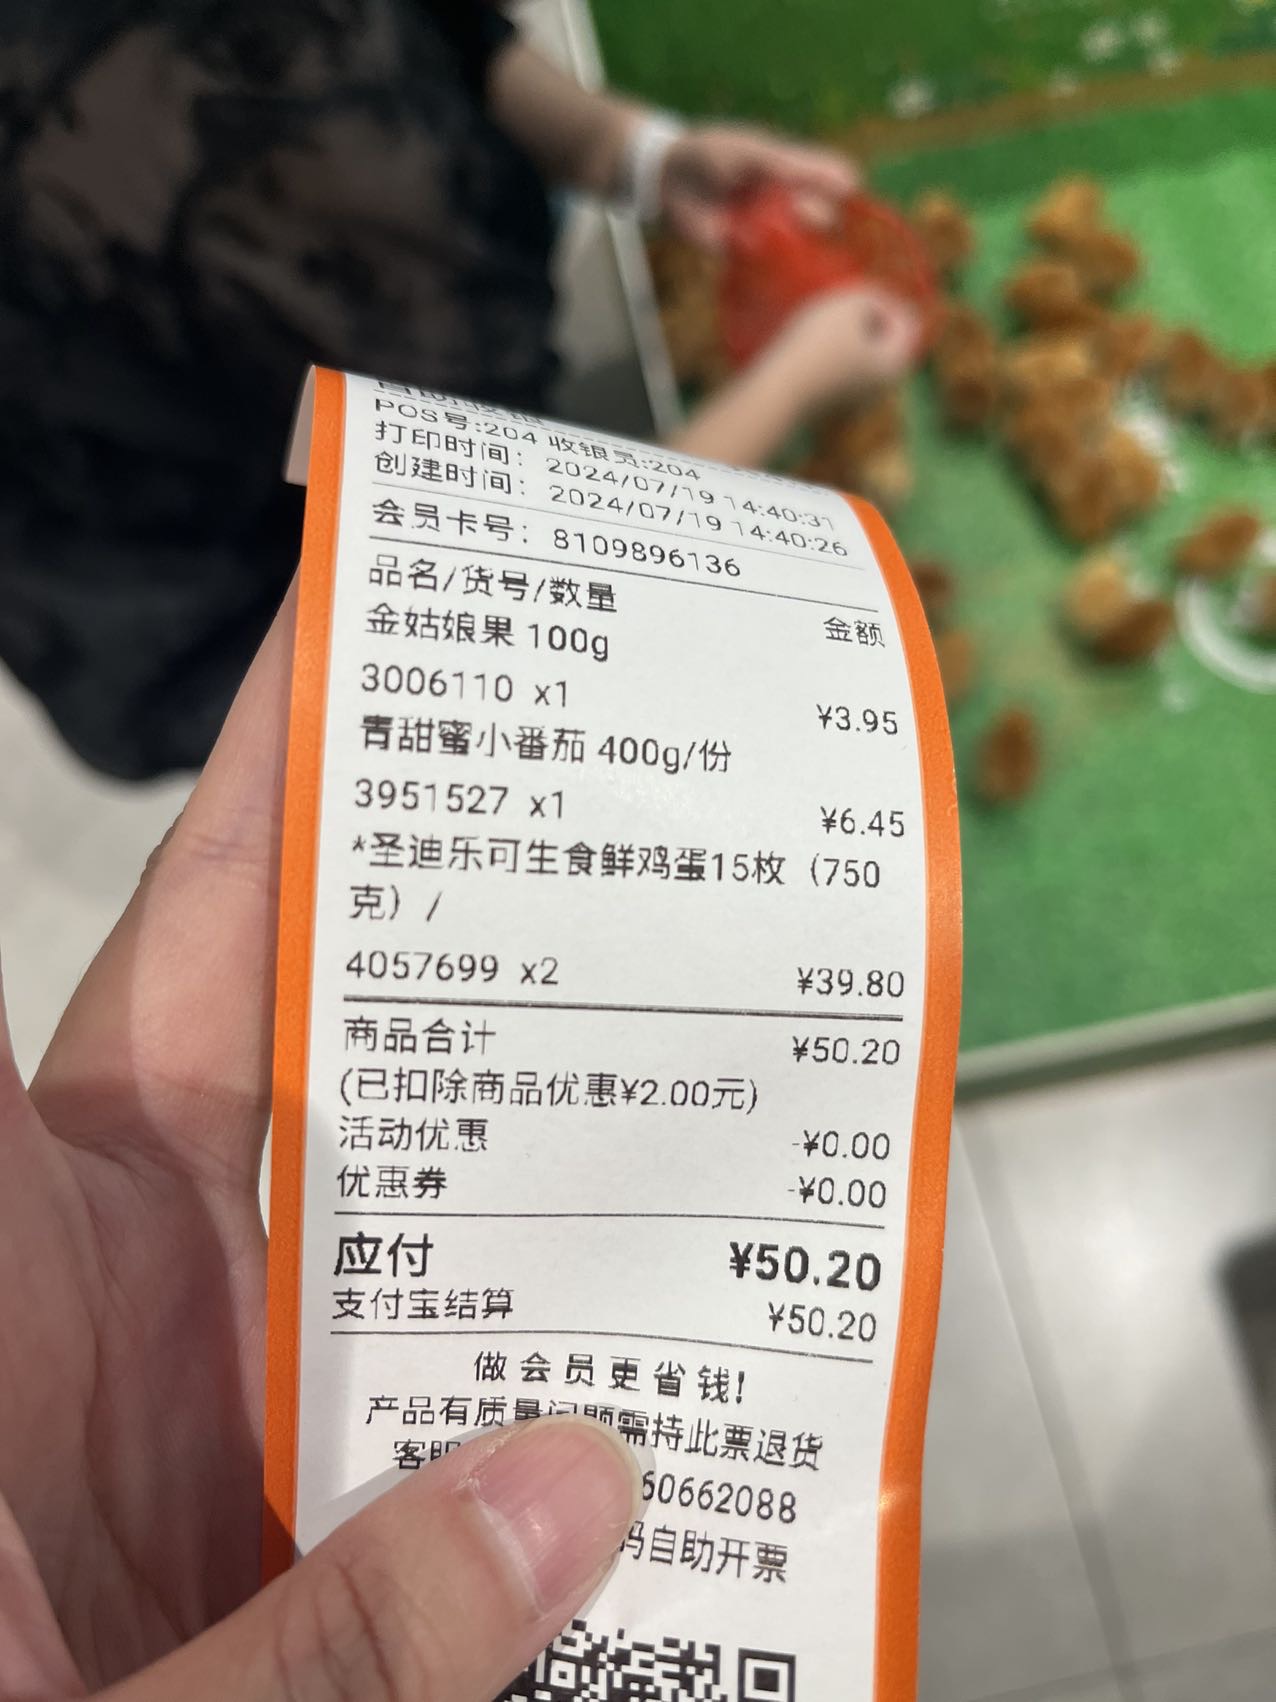 POS号:204 收银员:204
打印时间: 2024/07/19 14:40:31
创建时间: 2024/07/19 14:40:26
会员卡号: 8109896136
品名/货号/数量 金额
金姑娘果 100g
3006110 x1 ¥3.95
青甜蜜小番茄 400g/份
3951527 x1 ¥6.45
*圣迪乐可生食鲜鸡蛋15枚（750
克）/
4057699 x2 ¥39.80
商品合计 ¥50.20
(已扣除商品优惠¥2.00元)
活动优惠 -¥0.00
优惠券 -¥0.00
应付 ¥50.20
支付宝结算 ¥50.20
做会员更省钱!
产品有质量问题需持此票退货
客服 60662088
码自助开票